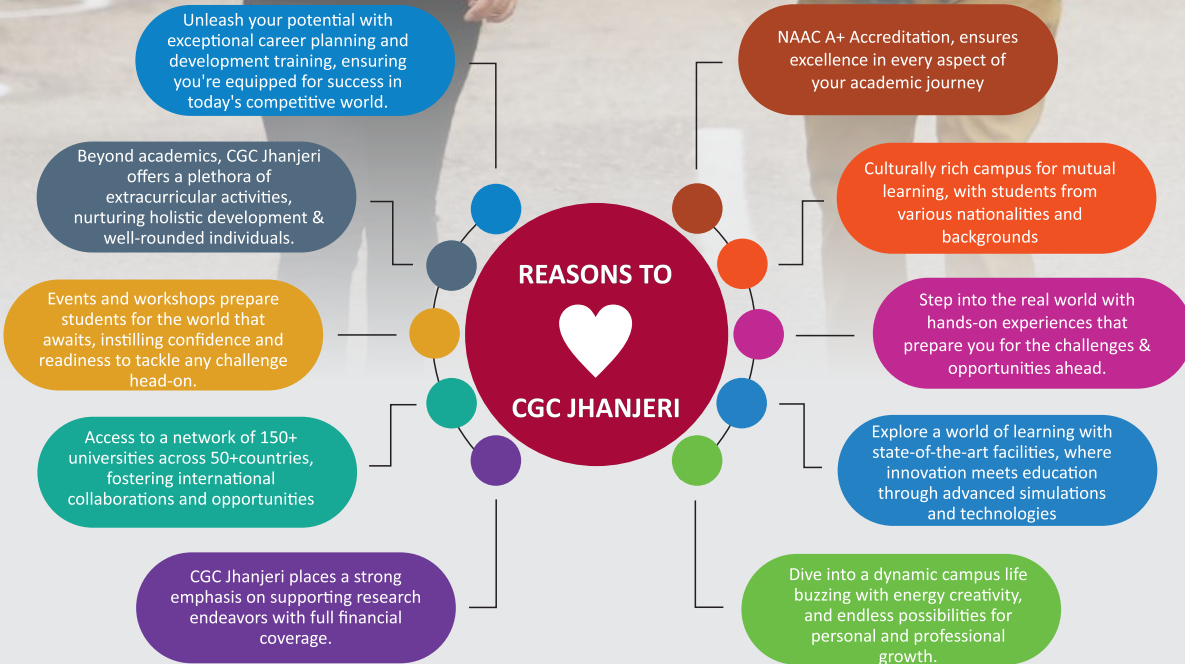 Unleash your potential with
exceptional career planning and
development training, ensuring
you're equipped for success in
today's competitive world.
Beyond academics, CGC Jhanjeri
offers a plethora of
extracurricular activities,
nurturing holistic development &
well-rounded individuals.
Events and workshops prepare
students for the world that
awaits, instilling confidence and
readiness to tackle any challenge
head-on.
Access to a network of 150+
universities across 50+countries,
fostering international
collaborations and opportunities
CGC Jhanjeri places a strong
emphasis on supporting research
endeavors with full financial
coverage.
REASONS TO
CGC JHANJERI
NAAC A+ Accreditation, ensures
excellence in every aspect of
your academic journey
Culturally rich campus for mutual
learning, with students from
various nationalities and
backgrounds
Step into the real world with
hands-on experiences that
prepare you for the challenges &
opportunities ahead.
Explore a world of learning with
state-of-the-art facilities, where
innovation meets education
through advanced simulations
and technologies
Dive into a dynamic campus life
buzzing with energy creativity,
and endless possibilities for
personal and professional
growth.